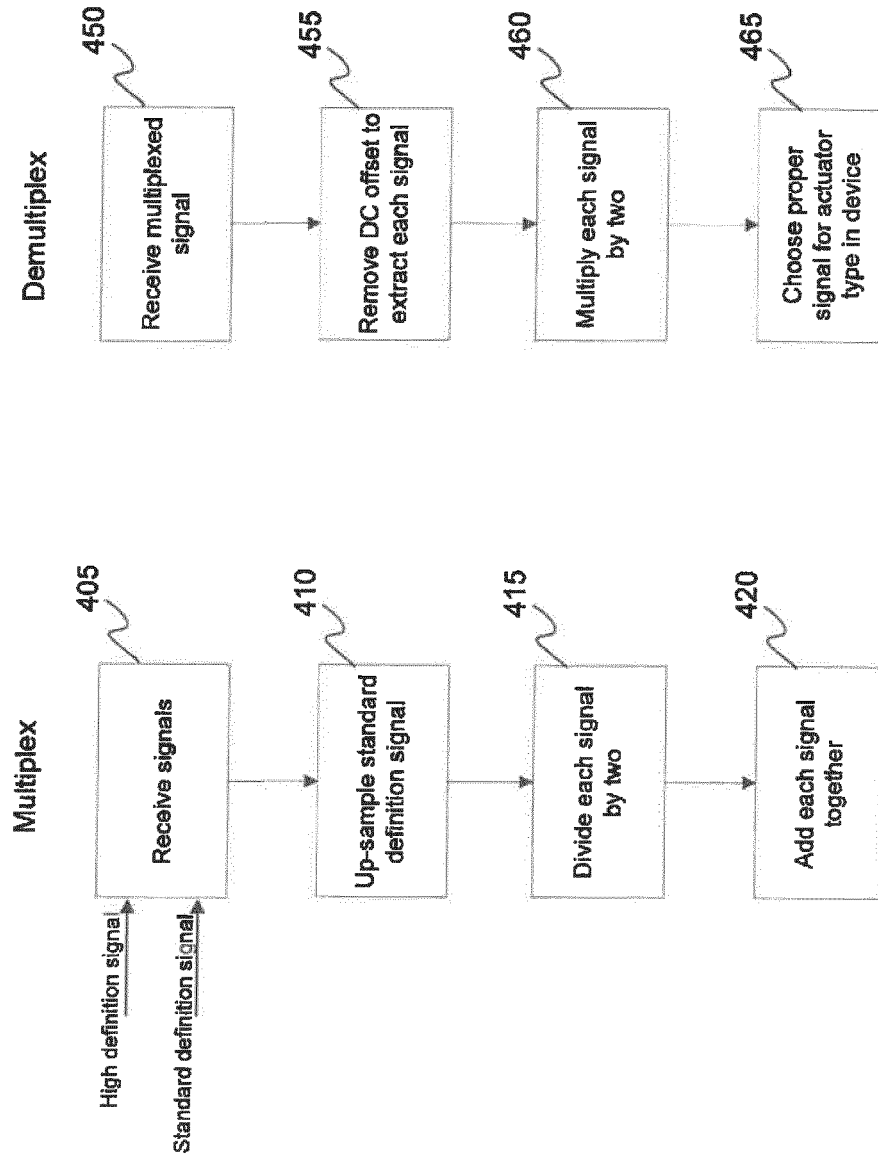 Multiplex
High definition signal
Standard definition signal
405
Receive signals
410
Up-sample standard
definition signal
415
Divide each signal
by two
420
Add each signal
together
Demultiplex
450
Receive multiplexed
signal
455
Remove DC offset to
extract each signal
460
Multiply each signal
by two
465
Choose proper
signal for actuator
type in device